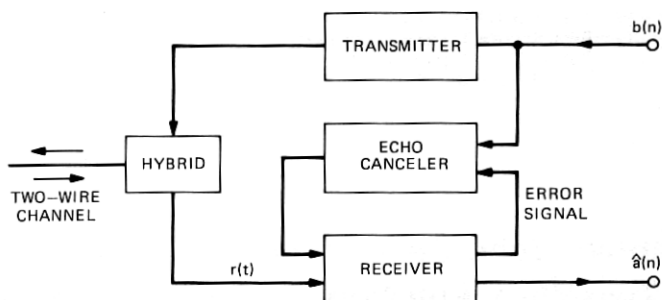 b(n)
TRANSMITTER
ECHO
CANCELER
HYBRID
TWO–WIRE
CHANNEL
ERROR
SIGNAL
r(t)
RECEIVER
â(n)